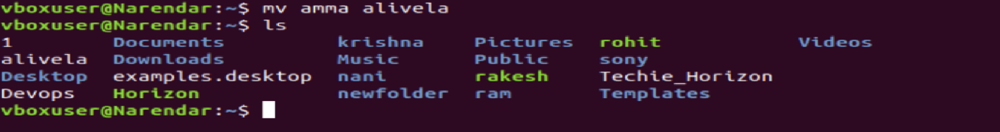 vboxuser@Narendar:~$ mv amma alivela
vboxuser@Narendar:~$ ls
1 Documents krishna Pictures rohit Videos
alivela Downloads Music Public sony
Desktop examples.desktop nani rakesh Techie_Horizon
Devops Horizon newfolder ram Templates
vboxuser@Narendar:~$